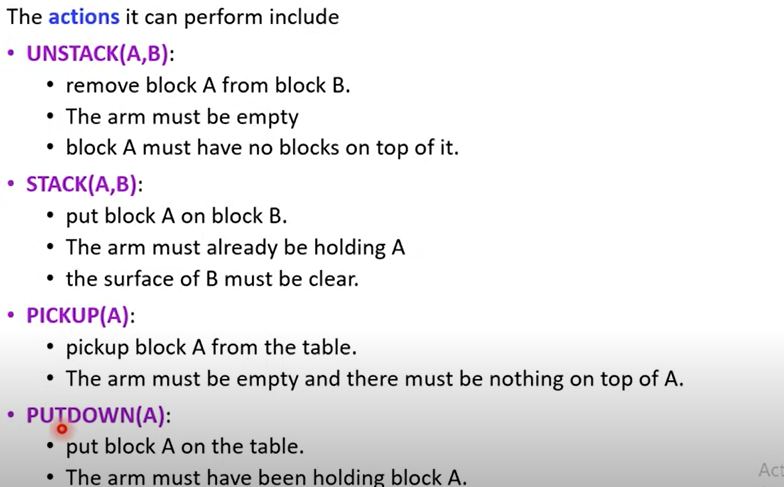 The actions it can perform include
• UNSTACK(A,B):
• remove block A from block B.
• The arm must be empty
• block A must have no blocks on top of it.
• STACK(A,B):
• put block A on block B.
• The arm must already be holding A
• the surface of B must be clear.
• PICKUP(A):
• pickup block A from the table.
• The arm must be empty and there must be nothing on top of A.
• PUTDOWN(A):
• put block A on the table.
• The arm must have been holding block A.
Act